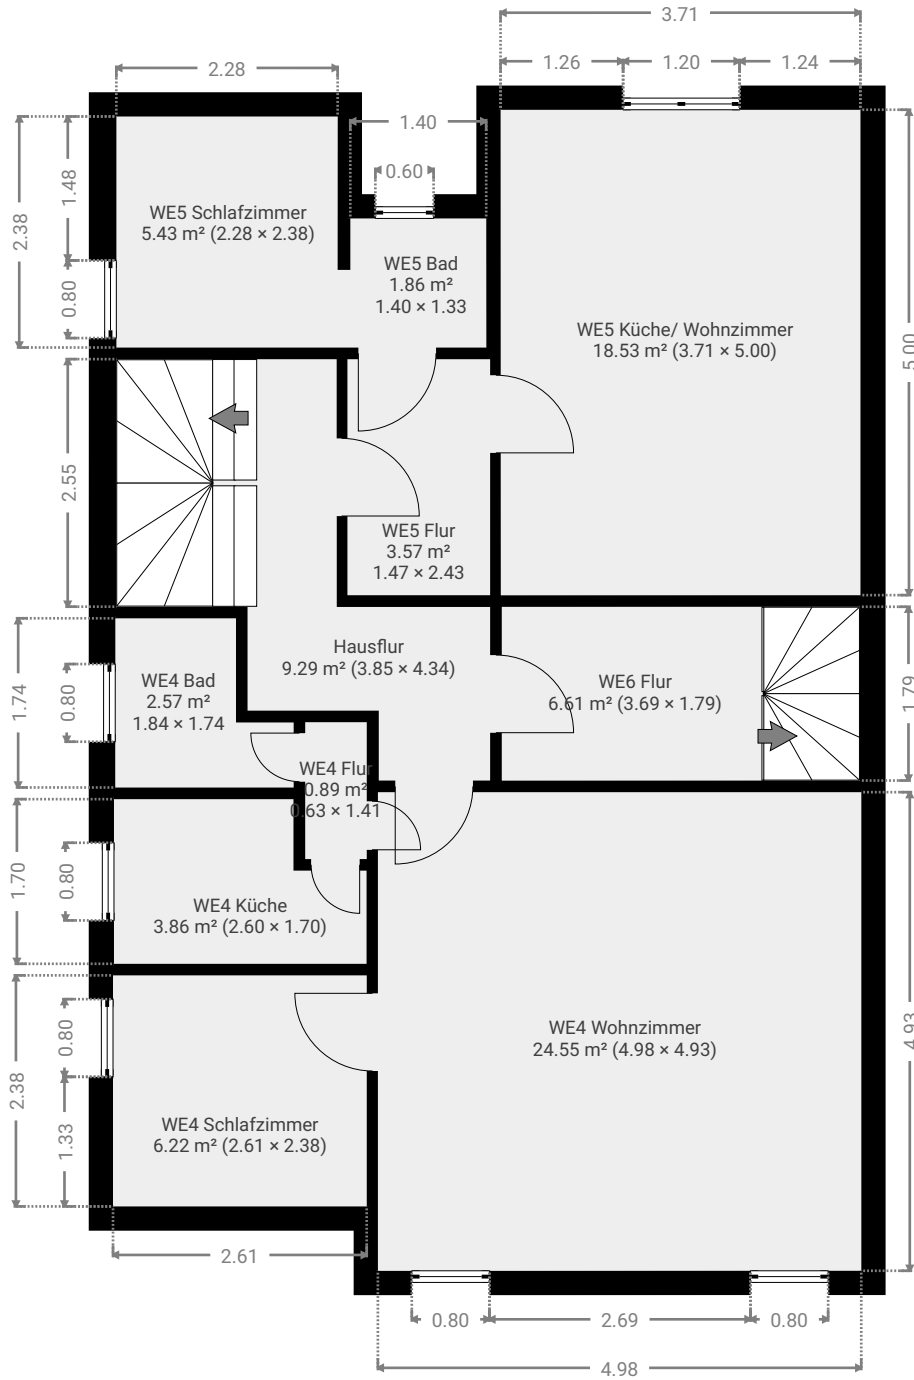 3.71
1.26
1.20
1.24
2.28
1.40
0.60
1.48
2.38
0.80
WE5 Schlafzimmer
5.43 m² (2.28 × 2.38)
WE5 Bad
1.86 m²
1.40 × 1.33
WE5 Küche/ Wohnzimmer
18.53 m² (3.71 × 5.00)
5.00
2.55
WE5 Flur
3.57 m²
1.47 × 2.43
Hausflur
9.29 m² (3.85 × 4.34)
WE4 Bad
2.57 m²
1.84 × 1.74
1.74
0.80
WE6 Flur
6.61 m² (3.69 × 1.79)
1.79
WE4 Flur
0.89 m²
0.63 × 1.41
1.70
0.80
WE4 Küche
3.86 m² (2.60 × 1.70)
WE4 Wohnzimmer
24.55 m² (4.98 × 4.93)
4.93
0.80
2.38
1.33
WE4 Schlafzimmer
6.22 m² (2.61 × 2.38)
2.61
0.80
2.69
0.80
4.98